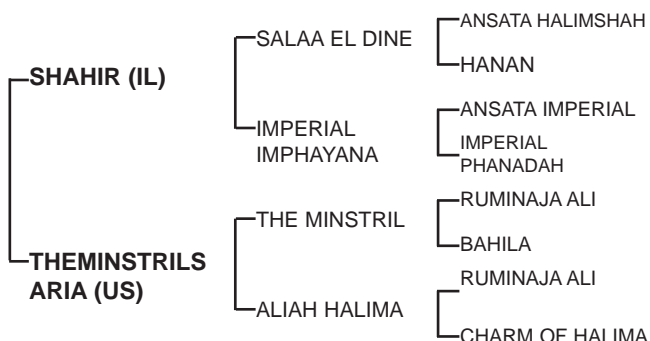 ANSATA HALIMSHAH
SALAA EL DINE
HANAN
SHAHIR (IL)
ANSATA IMPERIAL
IMPERIAL
IMPHAYANA
IMPERIAL
PHANADAH
RUMINAJA ALI
THE MINSTRIL
BAHILA
THEMINSTRILS
ARIA (US)
RUMINAJA ALI
ALIAH HALIMA
CHARM OF HALIMA